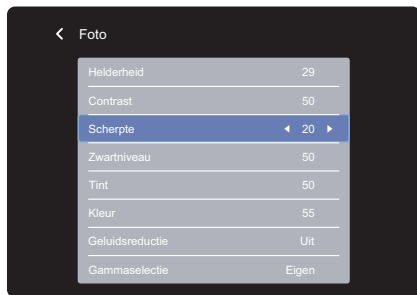 Foto
Helderheid 29
Contrast 50
Scherpte 20
Zwartniveau 50
Tint 50
Kleur 55
Geluidsreductie Uit
Gammaselectie Eigen